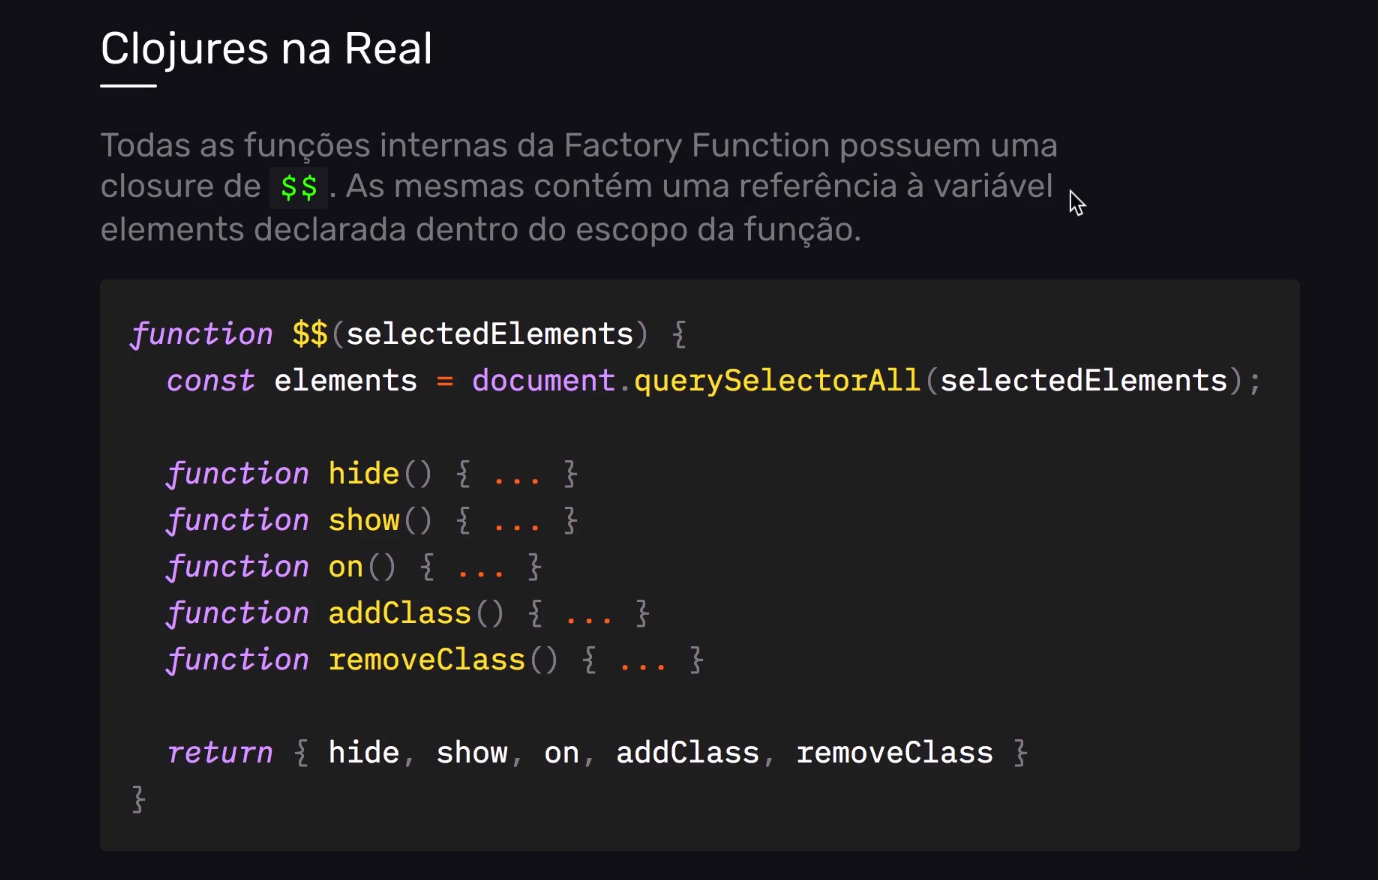 Clojures na Real
Todas as funções internas da Factory Function possuem uma
closure de $$. As mesmas contém uma referência à variável
elements declarada dentro do escopo da função.
function $$(selectedElements) {
  const elements = document.querySelectorAll(selectedElements);
  function hide() { ... }
  function show() { ... }
  function on() { ... }
  function addClass() { ... }
  function removeClass() { ... }
  return { hide, show, on, addClass, removeClass }
}